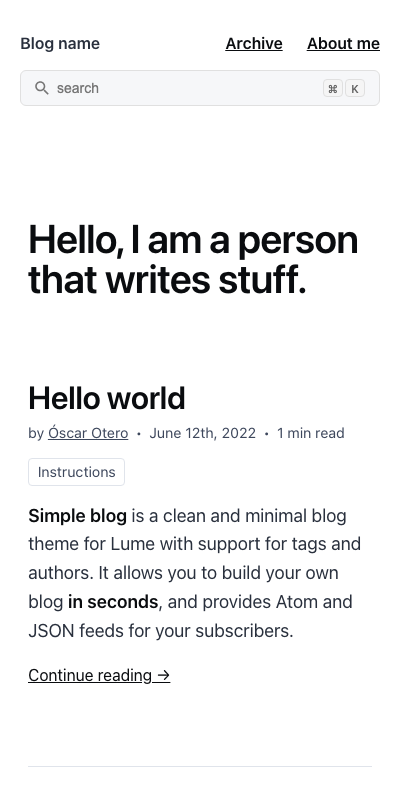 Blog name Archive About me
search ⌘ K
Hello, I am a person
that writes stuff.
Hello world
by Óscar Otero • June 12th, 2022 • 1 min read
Instructions
Simple blog is a clean and minimal blog
theme for Lume with support for tags and
authors. It allows you to build your own
blog in seconds, and provides Atom and
JSON feeds for your subscribers.
Continue reading →